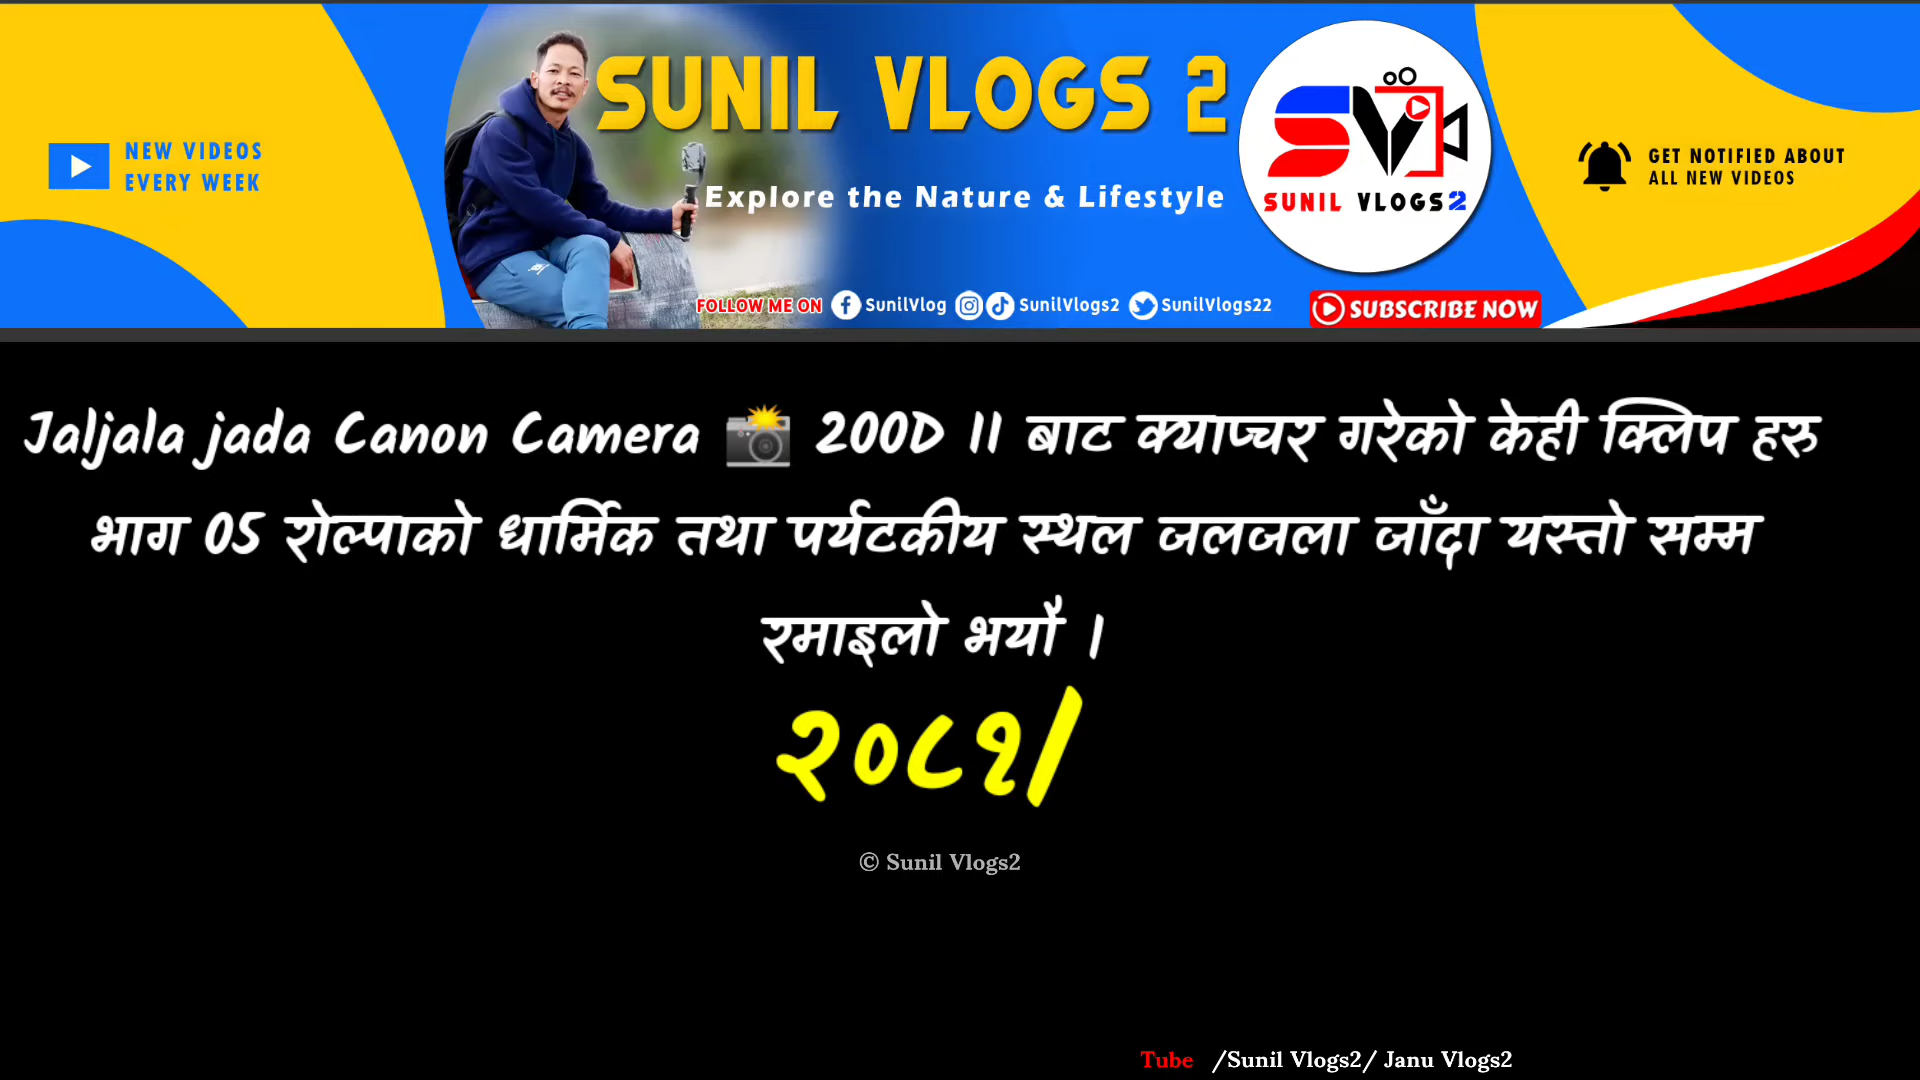 NEW VIDEOS
EVERY WEEK
SUNIL VLOGS 2
Explore the Nature & Lifestyle
FOLLOW ME ON SunilVlog SunilVlogs2 SunilVlogs22
SV
SUNIL VLOGS2
SUBSCRIBE NOW
GET NOTIFIED ABOUT
ALL NEW VIDEOS
Jaljala jada Canon Camera 📸 200D II बाट क्याप्चर गरेको केही क्लिप हरु
भाग 05 रोल्पाको धार्मिक तथा पर्यटकीय स्थल जलजला जाँदा यस्तो सम्म
रमाइलो भयौ ।
२०८१/
© Sunil Vlogs2
Tube /Sunil Vlogs2/ Janu Vlogs2